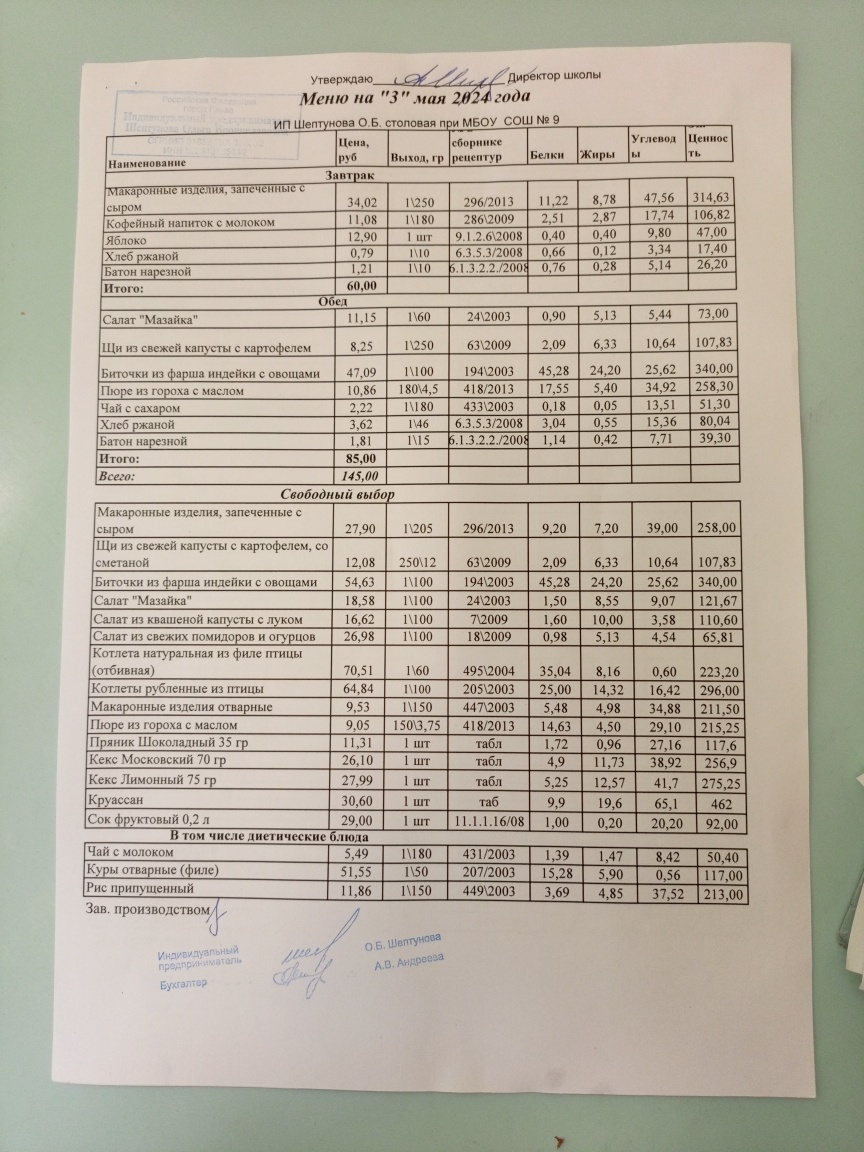 Утверждаю Директор школы
Меню на "3" мая 2024 года
ИП Шептунова О.Б. столовая при МБОУ СОШ № 9
Наименование Цена, руб Выход, гр сборнике рецептур Белки Жиры Углеводы Ценность
Завтрак
Макаронные изделия, запеченные с сыром 34,02 1\250 296/2013 11,22 8,78 47,56 314,63
Кофейный напиток с молоком 11,08 1\180 286\2009 2,51 2,87 17,74 106,82
Яблоко 12,90 1 шт 9.1.2.6\2008 0,40 0,40 9,80 47,00
Хлеб ржаной 0,79 1\10 6.3.5.3/2008 0,66 0,12 3,34 17,40
Батон нарезной 1,21 1\10 6.1.3.2.2./2008 0,76 0,28 5,14 26,20
Итого: 60,00
Обед
Салат "Мазайка" 11,15 1\60 24\2003 0,90 5,13 5,44 73,00
Щи из свежей капусты с картофелем 8,25 1\250 63\2009 2,09 6,33 10,64 107,83
Биточки из фарша индейки с овощами 47,09 1\100 194\2003 45,28 24,20 25,62 340,00
Пюре из гороха с маслом 10,86 180\4,5 418/2013 17,55 5,40 34,92 258,30
Чай с сахаром 2,22 1\180 433\2003 0,18 0,05 13,51 51,30
Хлеб ржаной 3,62 1\46 6.3.5.3/2008 3,04 0,55 15,36 80,04
Батон нарезной 1,81 1\15 6.1.3.2.2./2008 1,14 0,42 7,71 39,30
Итого: 85,00
Всего: 145,00
Свободный выбор
Макаронные изделия, запеченные с сыром 27,90 1\205 296/2013 9,20 7,20 39,00 258,00
Щи из свежей капусты с картофелем, со сметаной 12,08 250\12 63\2009 2,09 6,33 10,64 107,83
Биточки из фарша индейки с овощами 54,63 1\100 194\2003 45,28 24,20 25,62 340,00
Салат "Мазайка" 18,58 1\100 24\2003 1,50 8,55 9,07 121,67
Салат из квашеной капусты с луком 16,62 1\100 7\2009 1,60 10,00 3,58 110,60
Салат из свежих помидоров и огурцов 26,98 1\100 18\2009 0,98 5,13 4,54 65,81
Котлета натуральная из филе птицы (отбивная) 70,51 1\60 495\2004 35,04 8,16 0,60 223,20
Котлеты рубленные из птицы 64,84 1\100 205\2003 25,00 14,32 16,42 296,00
Макаронные изделия отварные 9,53 1\150 447\2003 5,48 4,98 34,88 211,50
Пюре из гороха с маслом 9,05 150\3,75 418/2013 14,63 4,50 29,10 215,25
Пряник Шоколадный 35 гр 11,31 1 шт табл 1,72 0,96 27,16 117,6
Кекс Московский 70 гр 26,10 1 шт табл 4,9 11,73 38,92 256,9
Кекс Лимонный 75 гр 27,99 1 шт табл 5,25 12,57 41,7 275,25
Круассан 30,60 1 шт таб 9,9 19,6 65,1 462
Сок фруктовый 0,2 л 29,00 1 шт 11.1.1.16/08 1,00 0,20 20,20 92,00
В том числе диетические блюда
Чай с молоком 5,49 1\180 431/2003 1,39 1,47 8,42 50,40
Куры отварные (филе) 51,55 1\50 207/2003 15,28 5,90 0,56 117,00
Рис припущенный 11,86 1\150 449\2003 3,69 4,85 37,52 213,00
Зав. производством
Индивидуальный предприниматель О.Б. Шептунова
Бухгалтер А.В. Андреева